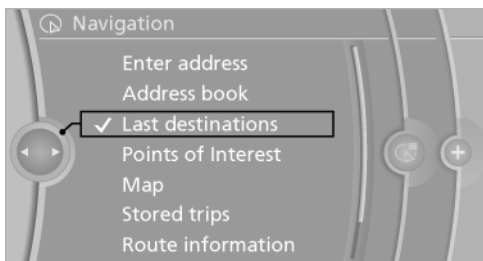 Navigation
Enter address
Address book
Last destinations
Points of Interest
Map
Stored trips
Route information